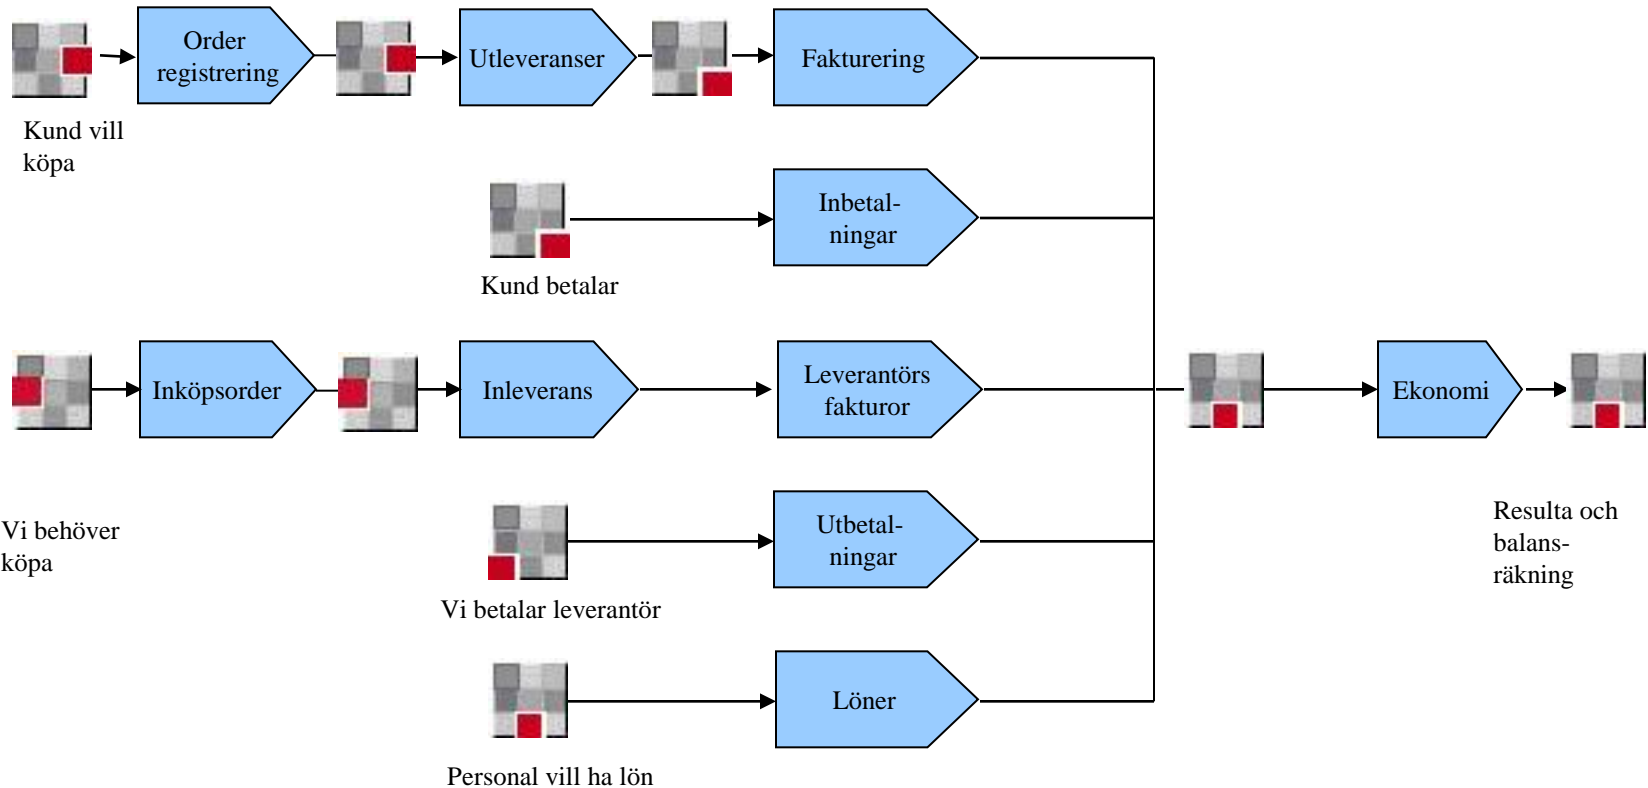 Order
registrering
Utleveranser
Fakturering
Kund vill
köpa
Inbetal-
ningar
Kund betalar
Inköpsorder
Inleverans
Leverantörs
fakturor
Ekonomi
Vi behöver
köpa
Utbetal-
ningar
Resulta och
balans-
räkning
Vi betalar leverantör
Löner
Personal vill ha lön